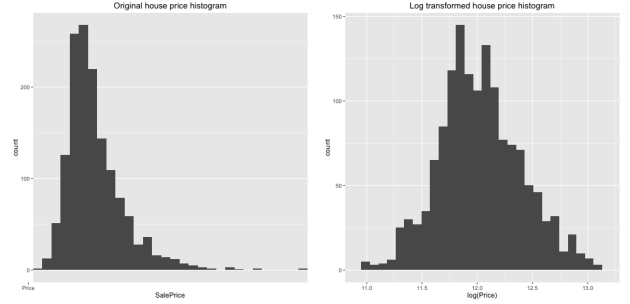 Original house price histogram
count
200
100
0
Price
SalePrice
Log transformed house price histogram
count
150
100
50
0
11.0 11.5 12.0 12.5 13.0
log(Price)